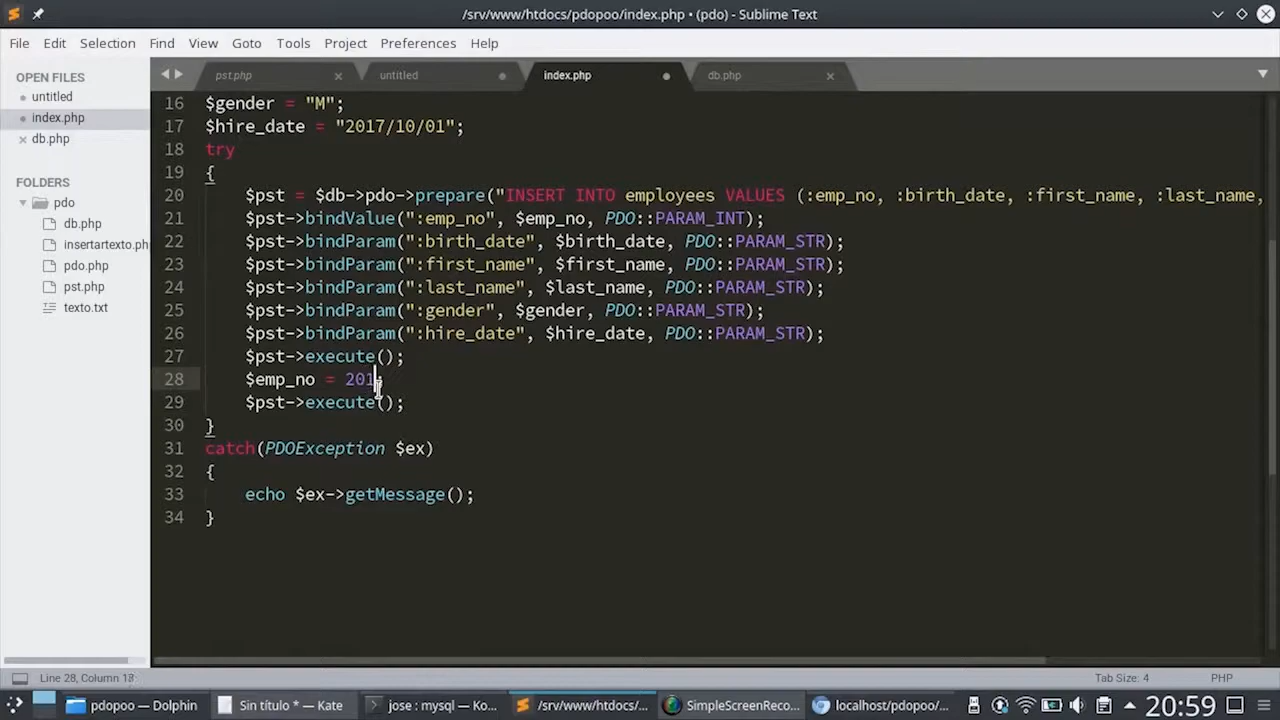 /srv/www/htdocs/pdopoo/index.php • (pdo) - Sublime Text
File Edit Selection Find View Goto Tools Project Preferences Help
OPEN FILES
untitled
index.php
db.php
FOLDERS
pdo
db.php
insertartexto.ph
pdo.php
pst.php
texto.txt
pst.php untitled index.php db.php
16 $gender = "M";
17 $hire_date = "2017/10/01";
18 try
19 {
20 $pst = $db->pdo->prepare("INSERT INTO employees VALUES (:emp_no, :birth_date, :first_name, :last_name,
21 $pst->bindValue(":emp_no", $emp_no, PDO::PARAM_INT);
22 $pst->bindParam(":birth_date", $birth_date, PDO::PARAM_STR);
23 $pst->bindParam(":first_name", $first_name, PDO::PARAM_STR);
24 $pst->bindParam(":last_name", $last_name, PDO::PARAM_STR);
25 $pst->bindParam(":gender", $gender, PDO::PARAM_STR);
26 $pst->bindParam(":hire_date", $hire_date, PDO::PARAM_STR);
27 $pst->execute();
28 $emp_no = 201;
29 $pst->execute();
30 }
31 catch(PDOException $ex)
32 {
33 echo $ex->getMessage();
34 }
Line 28, Column 18 Tab Size: 4 PHP
pdopoo — Dolphin Sin título * — Kate jose : mysql — Ko... /srv/www/htdocs/... SimpleScreenReco... localhost/pdopoo/... 20:59